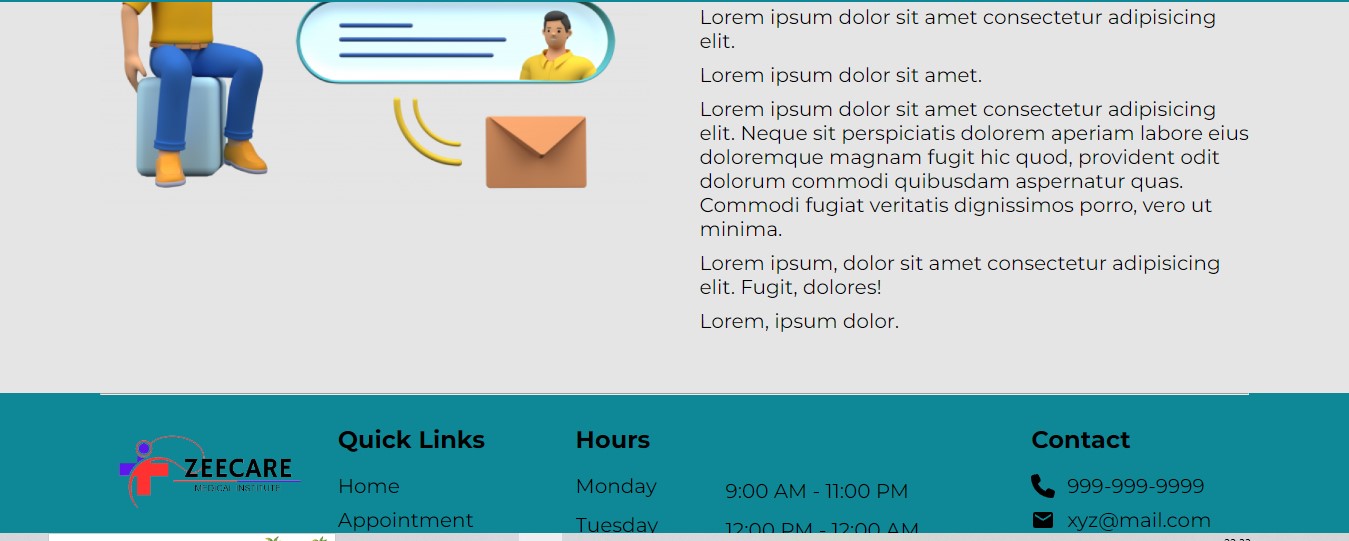 Lorem ipsum dolor sit amet consectetur adipisicing
elit.
Lorem ipsum dolor sit amet.
Lorem ipsum dolor sit amet consectetur adipisicing
elit. Neque sit perspiciatis dolorem aperiam labore eius
doloremque magnam fugit hic quod, provident odit
dolorum commodi quibusdam aspernatur quas.
Commodi fugiat veritatis dignissimos porro, vero ut
minima.
Lorem ipsum, dolor sit amet consectetur adipisicing
elit. Fugit, dolores!
Lorem, ipsum dolor.
ZEECARE
MEDICAL INSTITUTE
Quick Links
Home
Appointment
Hours
Monday 9:00 AM - 11:00 PM
Tuesday 12:00 PM - 12:00 AM
Contact
999-999-9999
xyz@mail.com